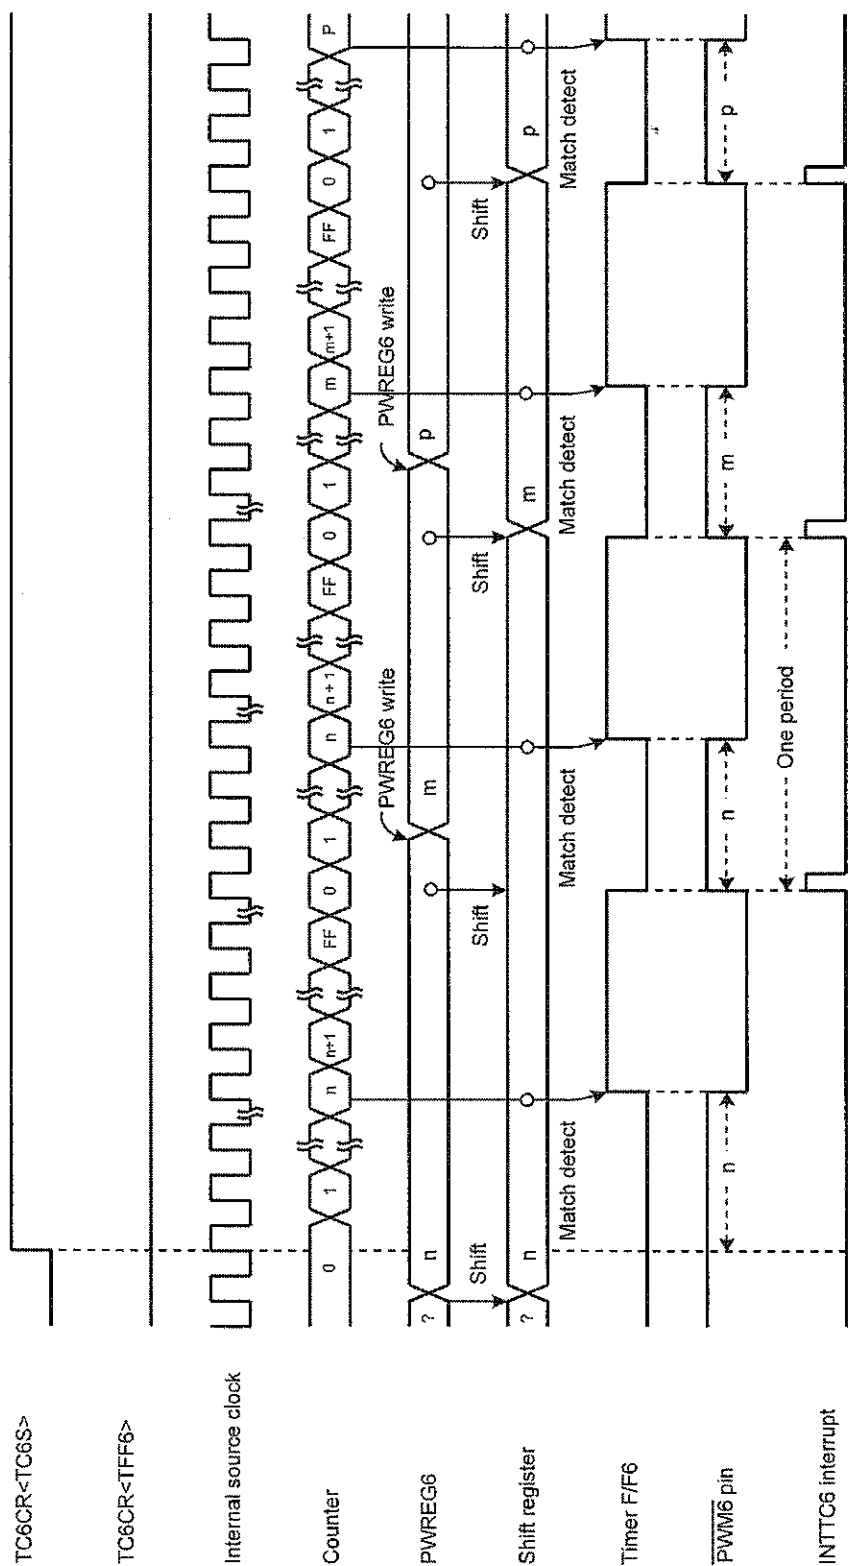 TC6CR<TC6S>
TC6CR<TFF6>
Internal source clock
Counter
0
1
n
n+1
FF
0
1
n
n + 1
FF
0
1
m
m+1
FF
0
1
p
PWREG6
?
n
PWREG6 write
m
PWREG6 write
p
Shift
Shift
Shift
Shift
Shift register
?
n
m
p
Match detect
Match detect
Match detect
Match detect
Timer F/F6
PWM6 pin
n
n
m
p
One period
INTTC6 interrupt